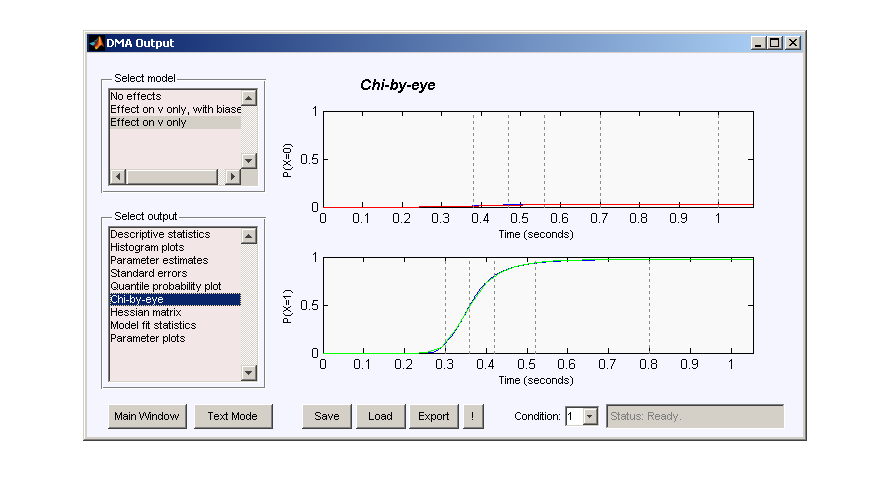 DMA Output
Select model
No effects
Effect on v only, with biase
Effect on v only
Select output
Descriptive statistics
Histogram plots
Parameter estimates
Standard errors
Quantile probability plot
Chi-by-eye
Hessian matrix
Model fit statistics
Parameter plots
Chi-by-eye
P(X=0)
1
0.5
0
0 0.1 0.2 0.3 0.4 0.5 0.6 0.7 0.8 0.9 1
Time (seconds)
P(X=1)
1
0.5
0
0 0.1 0.2 0.3 0.4 0.5 0.6 0.7 0.8 0.9 1
Time (seconds)
Main Window Text Mode Save Load Export ! Condition: 1 Status: Ready.